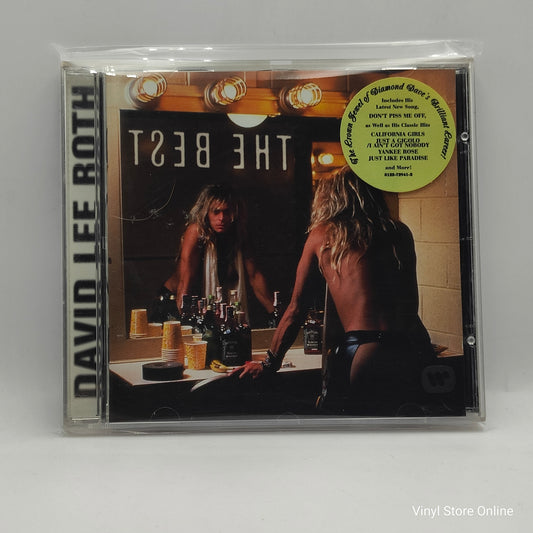 DAVID LEE ROTH
THE BEST
The Crown Jewel of Diamond Dave's Brilliant Career!
Includes His
Latest New Song,
DON'T PISS ME OFF,
as Well as His Classic Hits
CALIFORNIA GIRLS
JUST A GIGOLO
/I AIN'T GOT NOBODY
YANKEE ROSE
JUST LIKE PARADISE
and More!
Vinyl Store Online